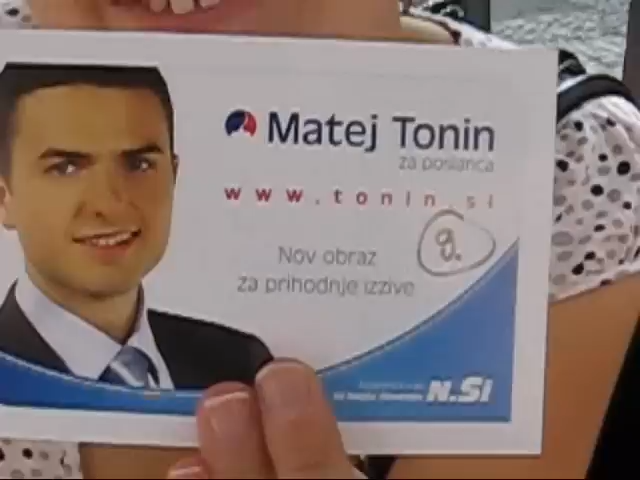 Matej Tonin
za poslanca
www.tonin.si
9.
Nov obraz
za prihodnje izzive
N.Si